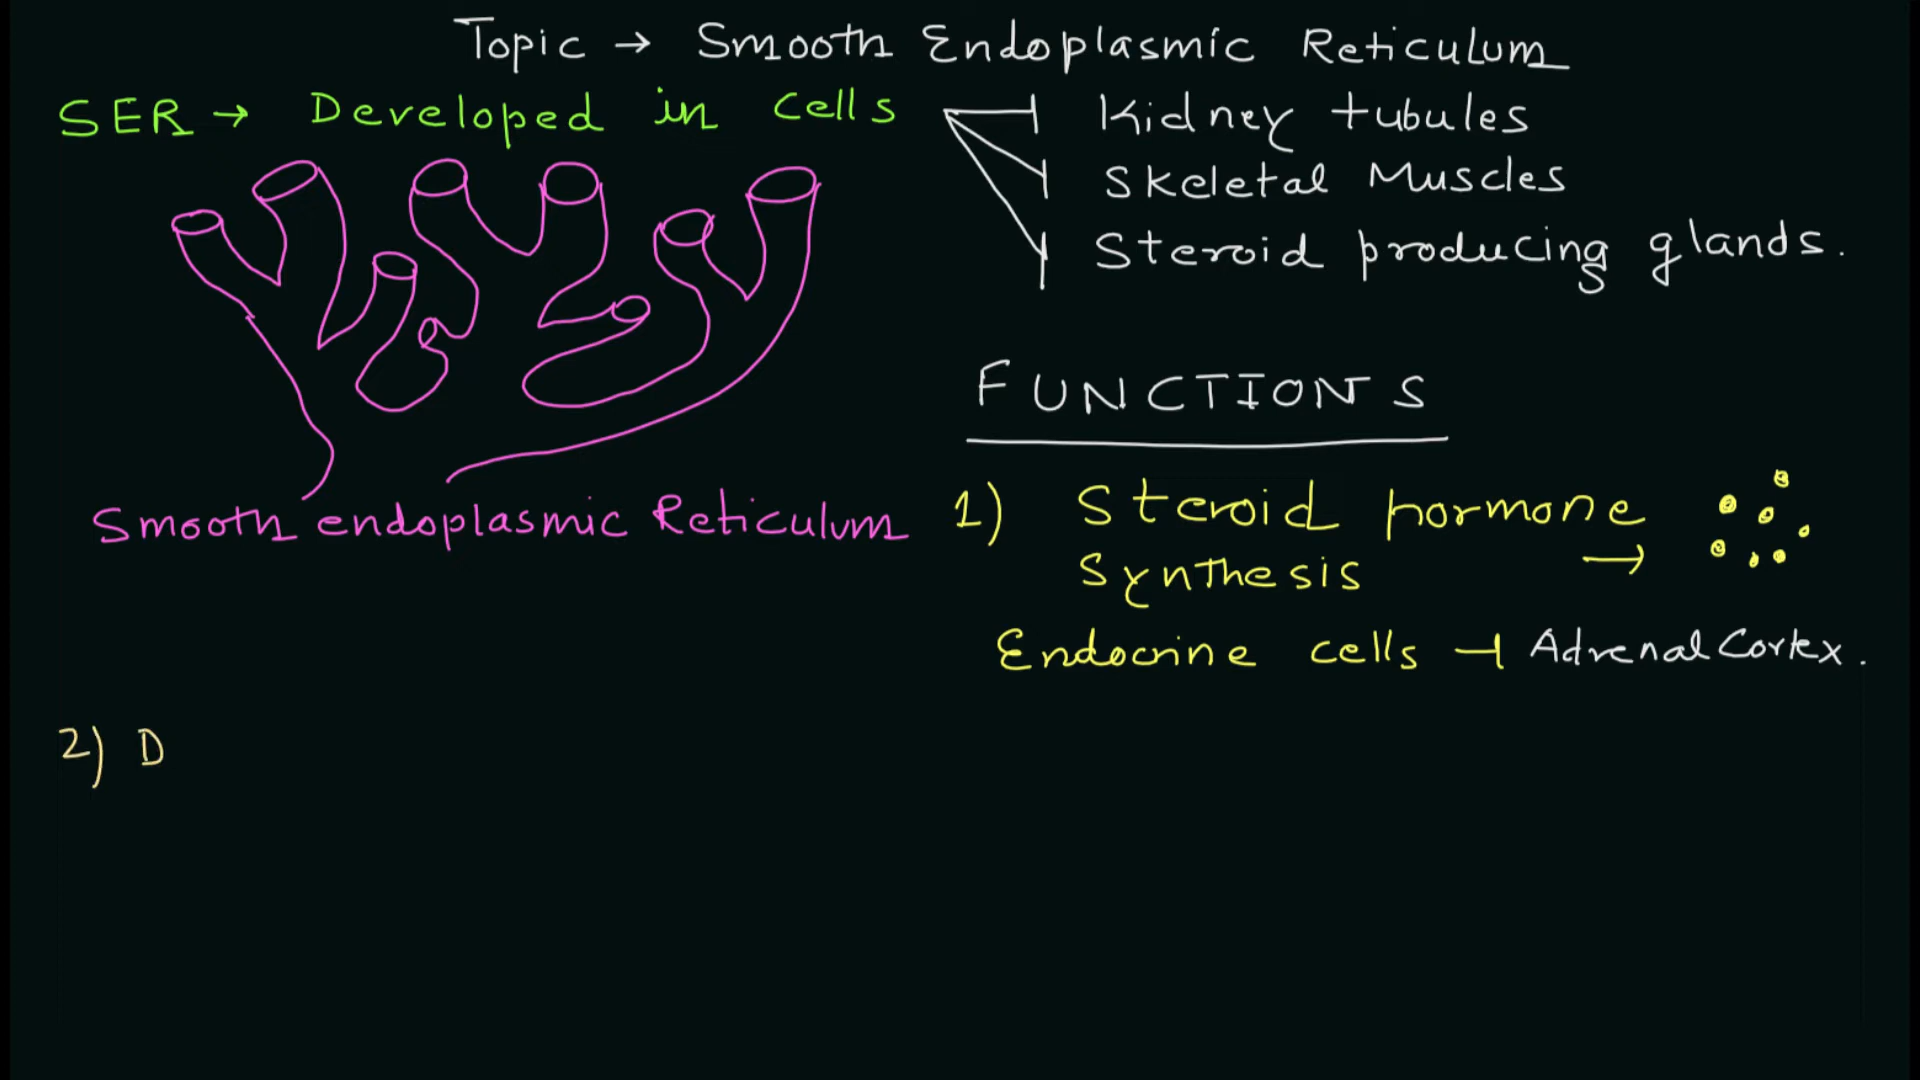 Topic → Smooth Endoplasmic Reticulum
SER → Developed in cells
Kidney tubules
Skeletal Muscles
Steroid producing glands.
Smooth endoplasmic Reticulum
FUNCTIONS
1) Steroid hormone
Synthesis →
Endocrine cells → Adrenal Cortex.
2) D